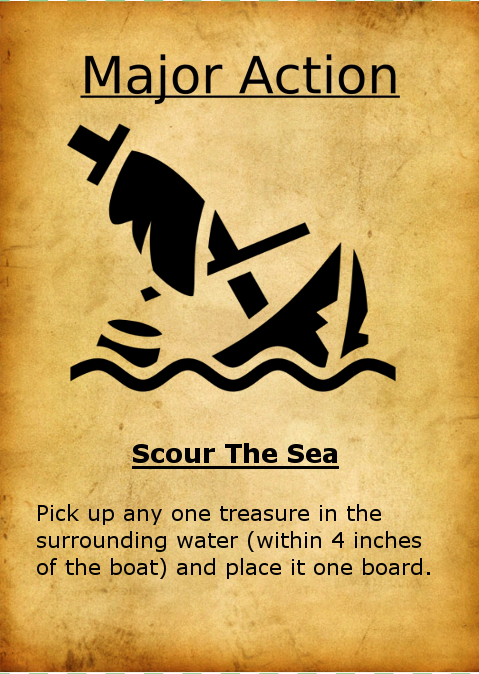 Major Action
Scour The Sea
Pick up any one treasure in the
surrounding water (within 4 inches
of the boat) and place it one board.